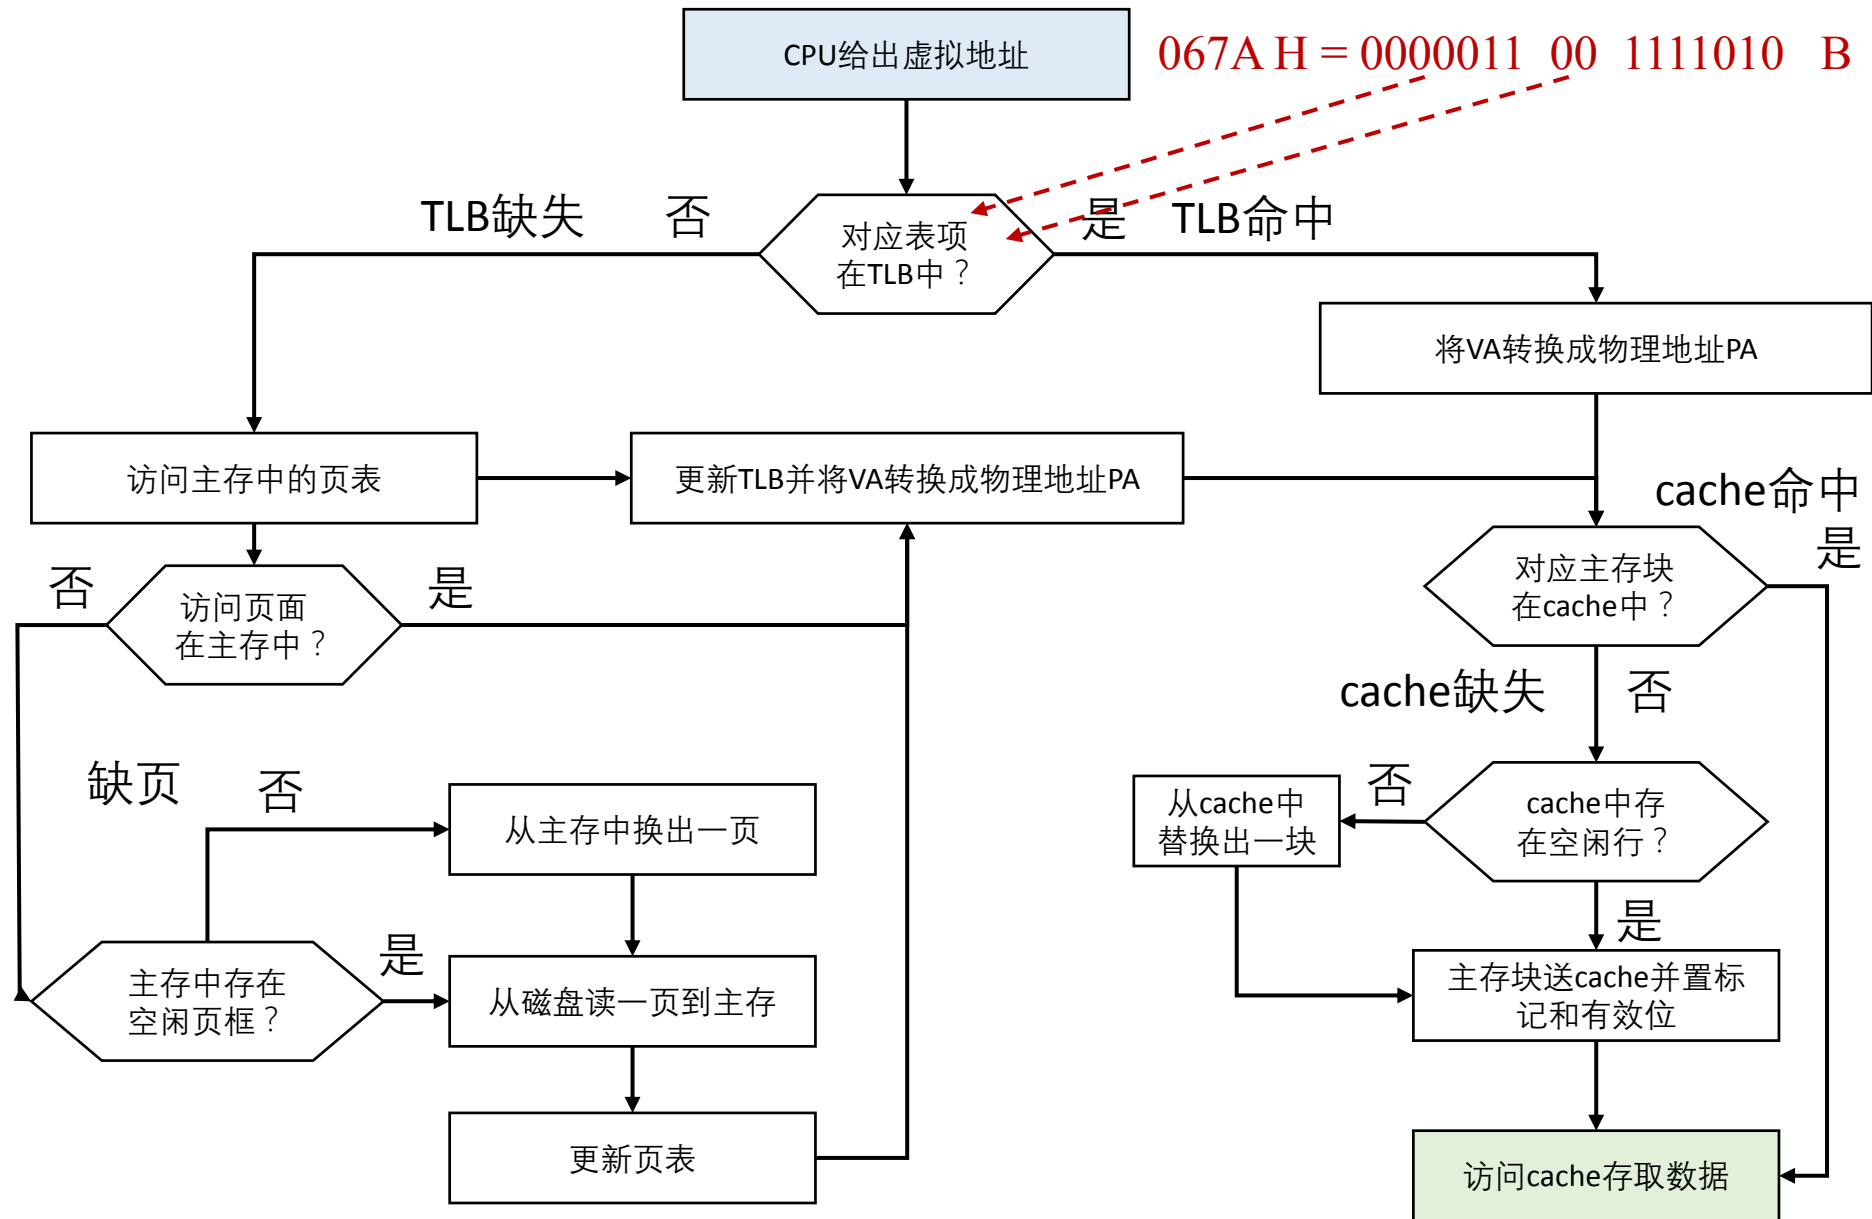 CPU给出虚拟地址
067A H = 0000011 00 1111010 B
TLB缺失 否
对应表项
在TLB中？
是 TLB命中
将VA转换成物理地址PA
访问主存中的页表
更新TLB并将VA转换成物理地址PA
cache命中
是
对应主存块
在cache中？
否
访问页面
在主存中？
是
cache缺失 否
缺页 否
从主存中换出一页
从cache中
替换出一块
否
cache中存
在空闲行？
是
主存中存在
空闲页框？
是
从磁盘读一页到主存
主存块送cache并置标
记和有效位
更新页表
访问cache存取数据